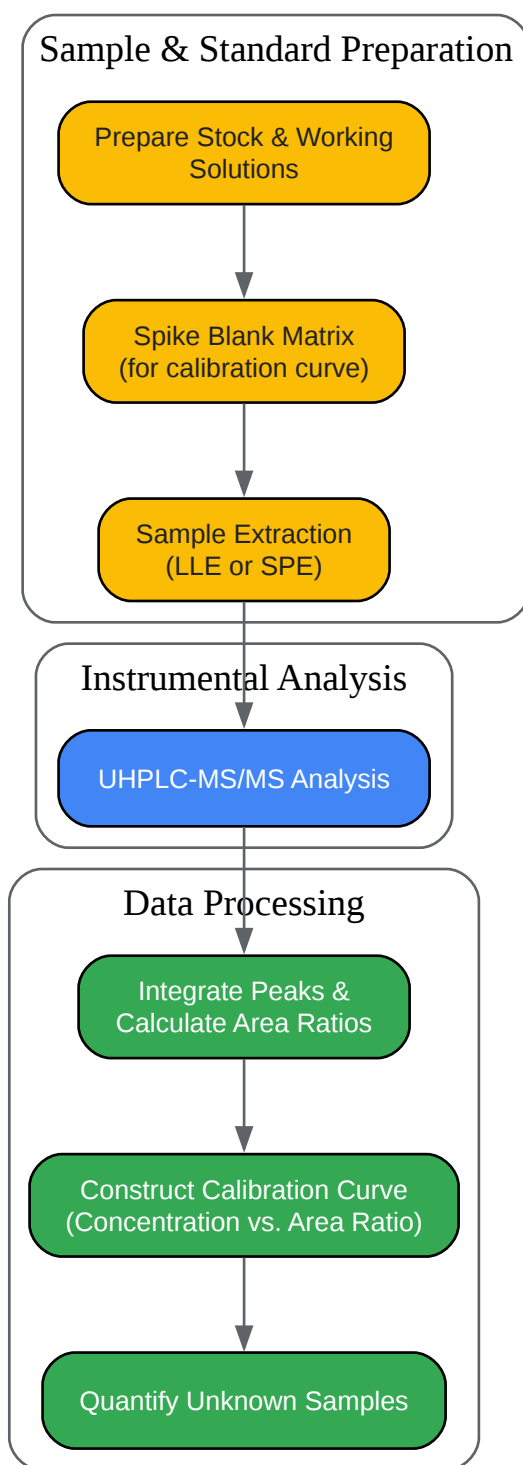 Sample & Standard Preparation
Prepare Stock & Working
Solutions
Spike Blank Matrix
(for calibration curve)
Sample Extraction
(LLE or SPE)
Instrumental Analysis
UHPLC-MS/MS Analysis
Data Processing
Integrate Peaks &
Calculate Area Ratios
Construct Calibration Curve
(Concentration vs. Area Ratio)
Quantify Unknown Samples